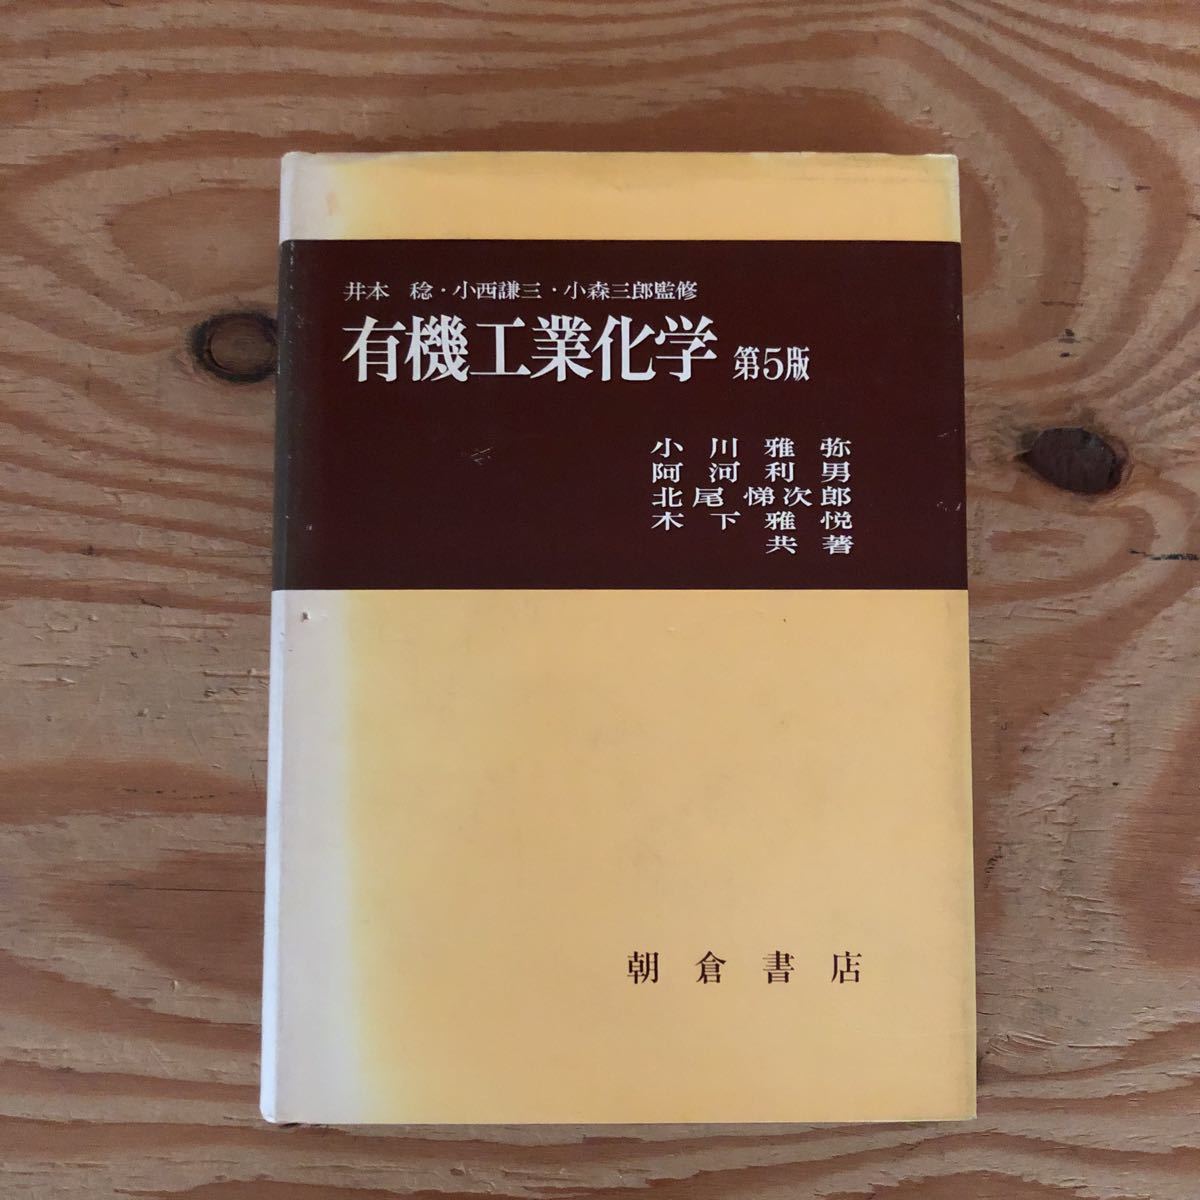 井本 稔・小西謙三・小森三郎監修
有機工業化学 第5版
小川雅弥
阿河利男
北尾悌次郎
木下雅悦
共著
朝倉書店